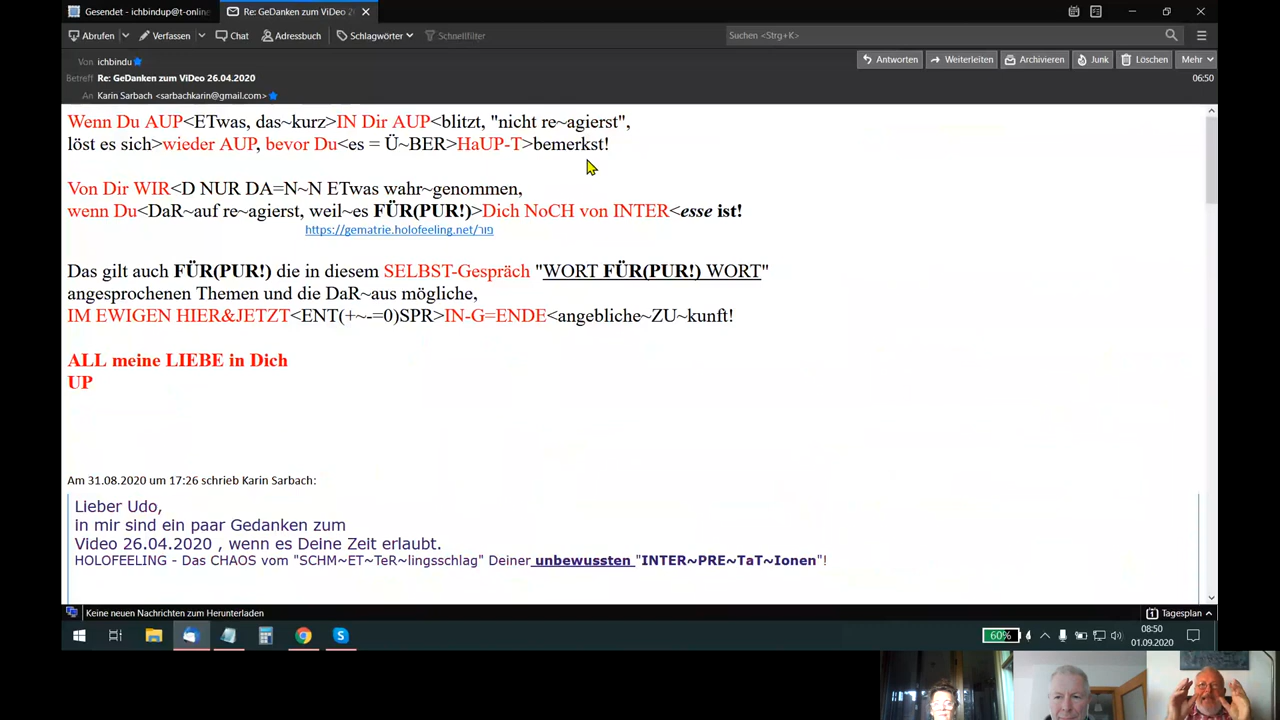 Gesendet - ichbindup@t-online
Re: GeDanken zum ViDeo 2
Abrufen
Verfassen
Chat
Adressbuch
Schlagwörter
Schnellfilter
Suchen <Strg+K>
Von ichbindu
Antworten
Weiterleiten
Archivieren
Junk
Löschen
Mehr
Betreff Re: GeDanken zum ViDeo 26.04.2020
06:50
An Karin Sarbach <sarbachkarin@gmail.com>
Wenn Du AUP<ETwas, das~kurz>IN Dir AUP<blitzt, "nicht re~agierst",
löst es sich>wieder AUP, bevor Du<es = Ü~BER>HaUP-T>bemerkst!
Von Dir WIR<D NUR DA=N~N ETwas wahr~genommen,
wenn Du<DaR~auf re~agierst, weil~es FÜR(PUR!)>Dich NoCH von INTER<esse ist!
https://gematrie.holofeeling.net/פור
Das gilt auch FÜR(PUR!) die in diesem SELBST-Gespräch "WORT FÜR(PUR!) WORT"
angesprochenen Themen und die DaR~aus mögliche,
IM EWIGEN HIER&JETZT<ENT(+~-=0)SPR>IN-G=ENDE<angebliche~ZU~kunft!
ALL meine LIEBE in Dich
UP
Am 31.08.2020 um 17:26 schrieb Karin Sarbach:
Lieber Udo,
in mir sind ein paar Gedanken zum
Video 26.04.2020 , wenn es Deine Zeit erlaubt.
HOLOFEELING - Das CHAOS vom "SCHM~ET~TeR~lingsschlag" Deiner unbewussten "INTER~PRE~TaT~Ionen"!
Keine neuen Nachrichten zum Herunterladen
Tagesplan
60%
08:50
01.09.2020